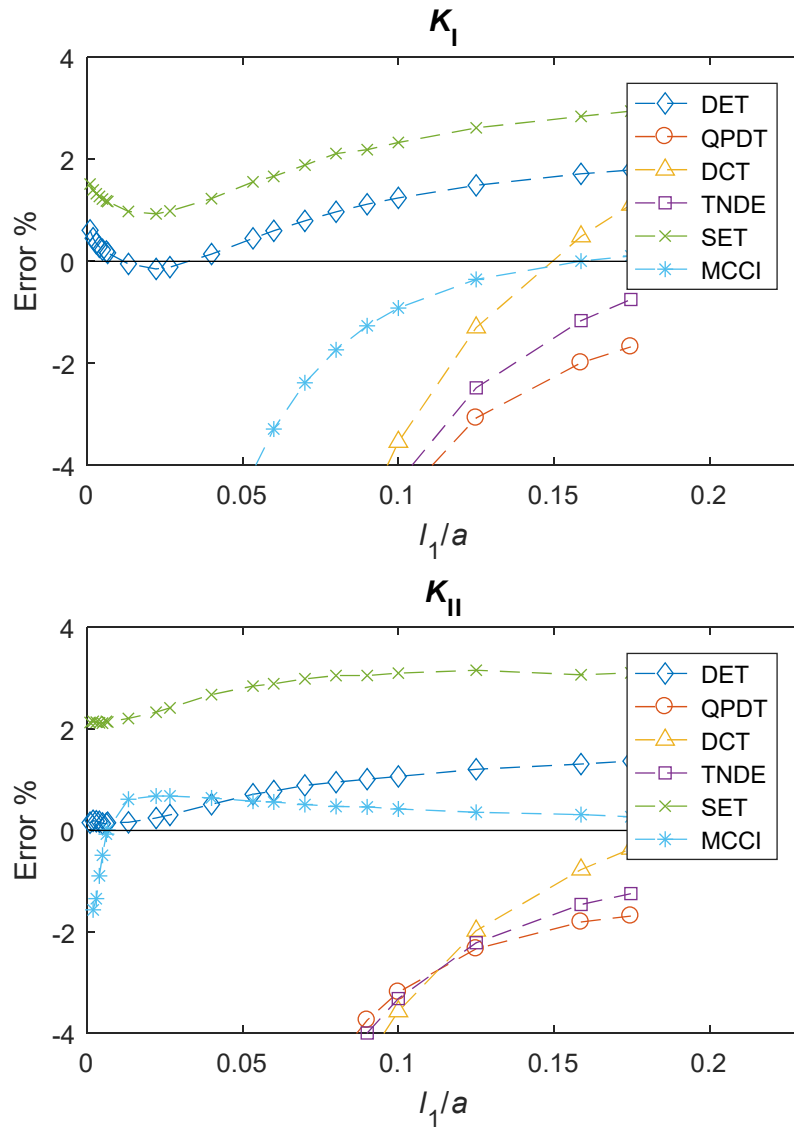 K_I
4
2
0
-2
-4
Error %
0
0.05
0.1
0.15
0.2
l_1/a
DET
QPDT
DCT
TNDE
SET
MCCI
K_II
4
2
0
-2
-4
Error %
0
0.05
0.1
0.15
0.2
l_1/a
DET
QPDT
DCT
TNDE
SET
MCCI